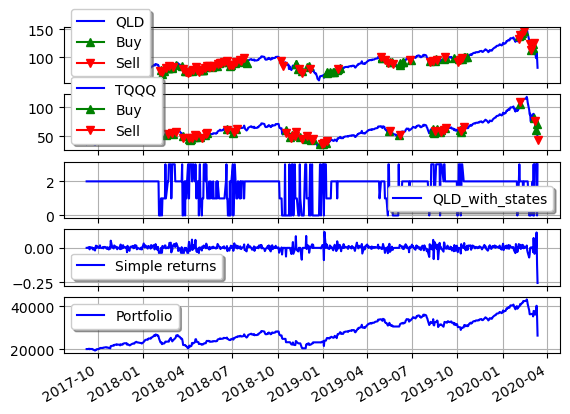 QLD
Buy
Sell
150
100
TQQQ
Buy
Sell
100
50
2
0
QLD_with_states
0.00
−0.25
Simple returns
40000
20000
Portfolio
2017-10
2018-01
2018-04
2018-07
2018-10
2019-01
2019-04
2019-07
2019-10
2020-01
2020-04